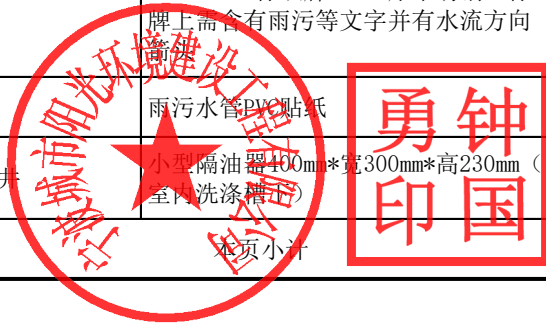 牌上需含有雨污等文字并有水流方向
箭头
雨污水管PVC贴纸
井
小型隔油器400mm*宽300mm*高230mm（
室内洗涤槽下）
本页小计
宁波城市阳光环境建设工程有限公司
钟国
勇印